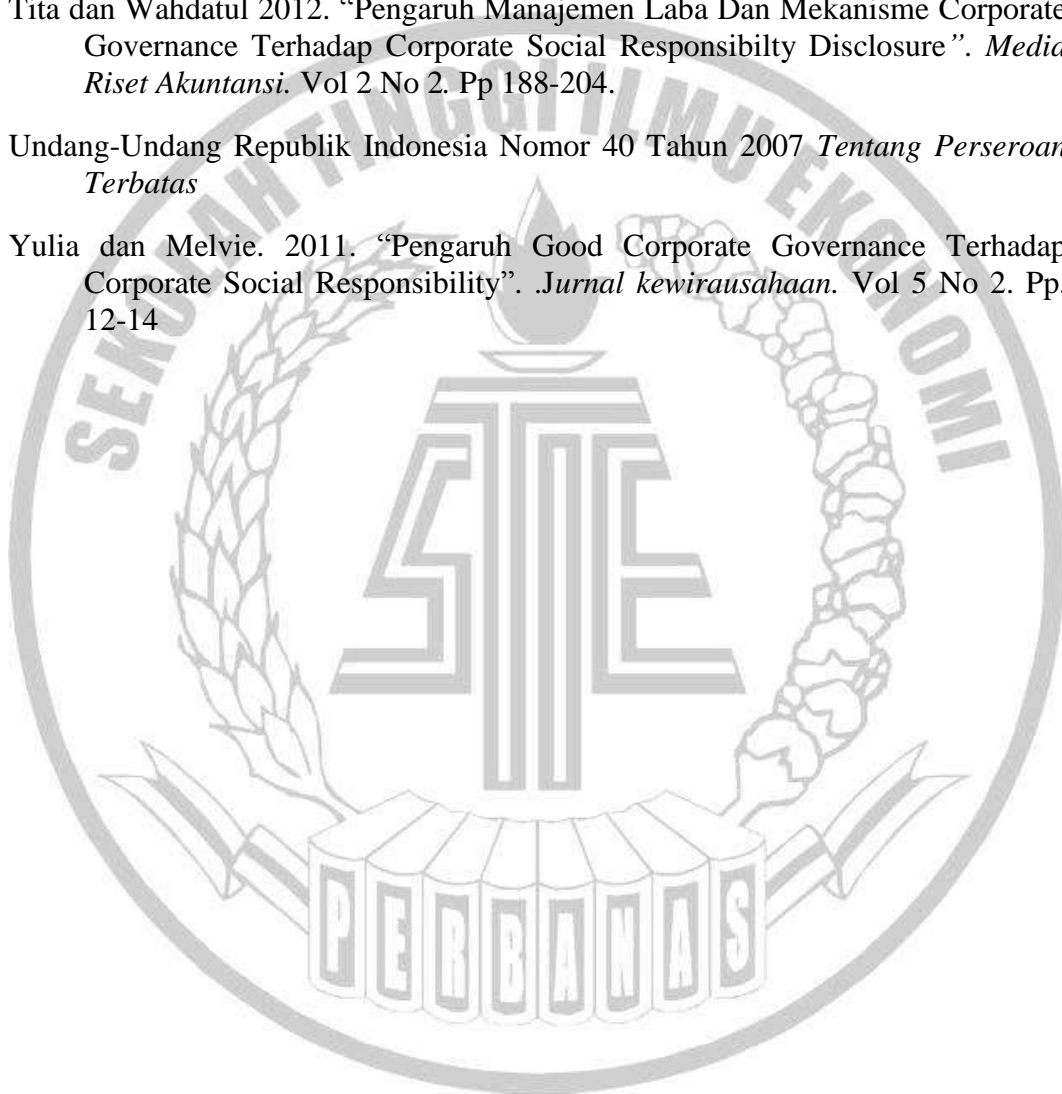 Tita dan Wahdatul 2012. “Pengaruh Manajemen Laba Dan Mekanisme Corporate
Governance Terhadap Corporate Social Responsibilty Disclosure”. Media
Riset Akuntansi. Vol 2 No 2. Pp 188-204.
Undang-Undang Republik Indonesia Nomor 40 Tahun 2007 Tentang Perseroan
Terbatas
Yulia dan Melvie. 2011. “Pengaruh Good Corporate Governance Terhadap
Corporate Social Responsibility”. .Jurnal kewirausahaan. Vol 5 No 2. Pp.
12-14
SEKOLAH TINGGI ILMU EKONOMI
STIE
PERBANAS